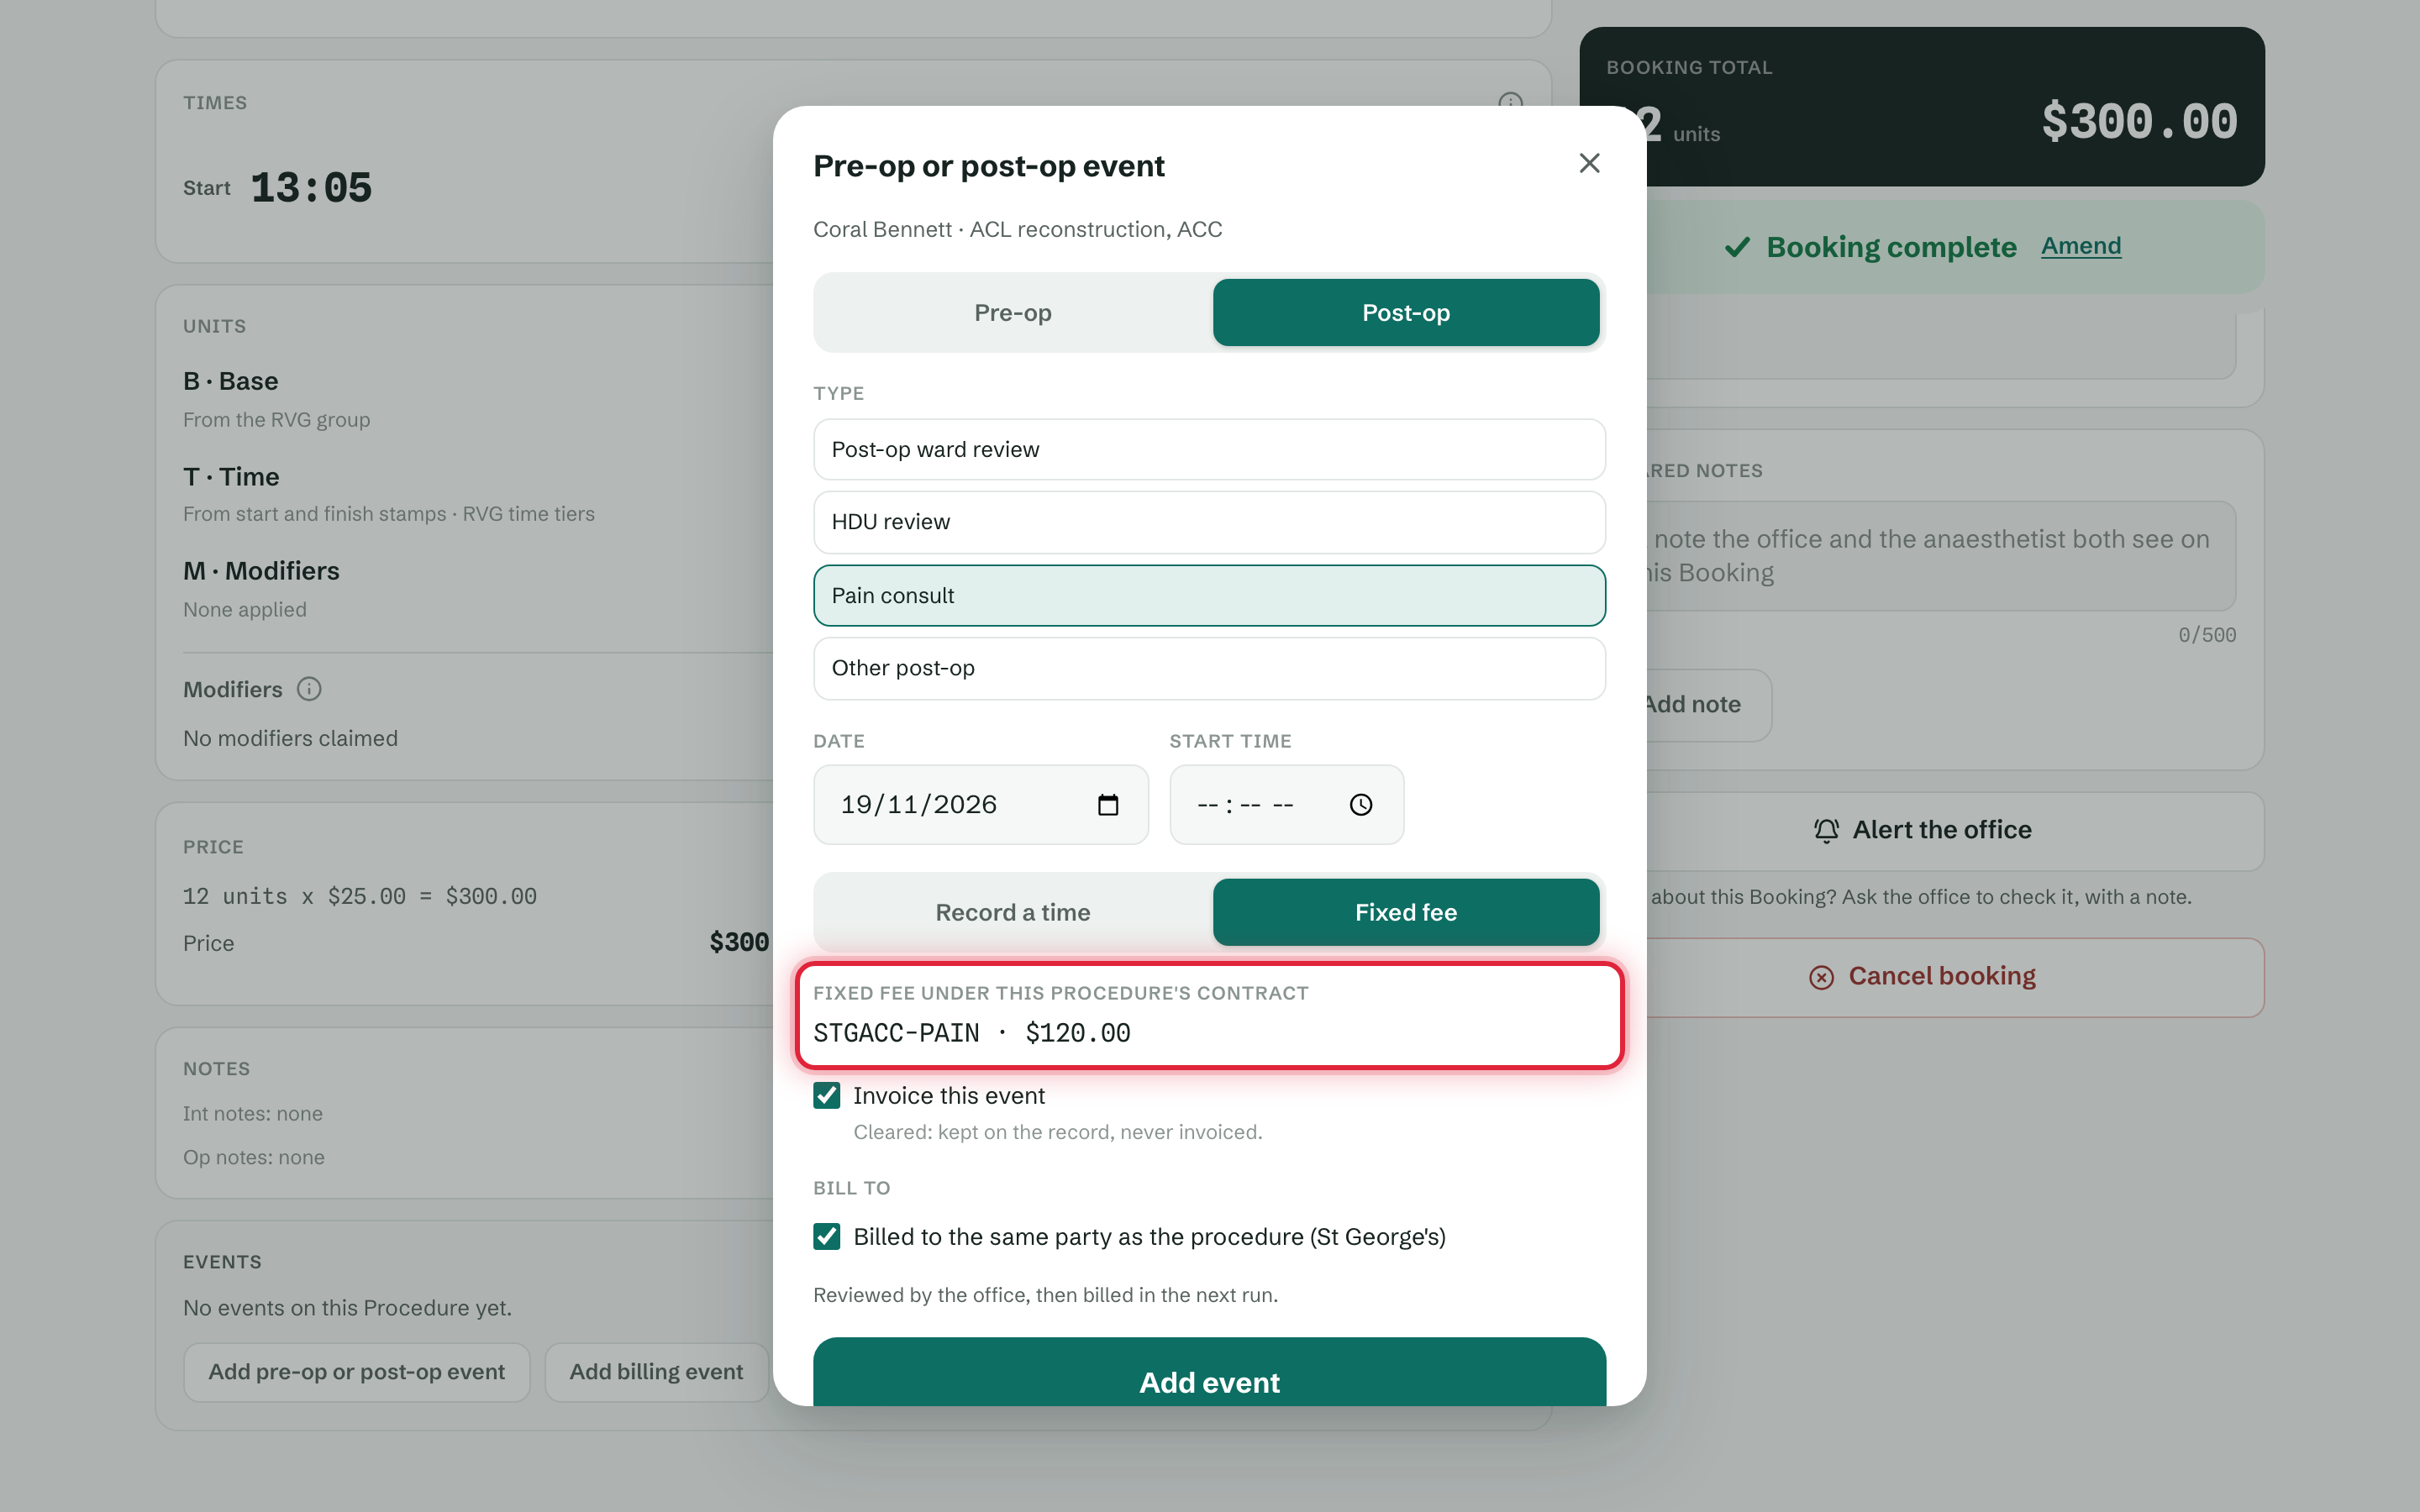 TIMES
Start 13:05
UNITS
B · Base
From the RVG group
T · Time
From start and finish stamps · RVG time tiers
M · Modifiers
None applied
Modifiers
No modifiers claimed
PRICE
12 units x $25.00 = $300.00
Price $300
NOTES
Int notes: none
Op notes: none
EVENTS
No events on this Procedure yet.
Add pre-op or post-op event
Add billing event
Pre-op or post-op event
Coral Bennett · ACL reconstruction, ACC
Pre-op
Post-op
TYPE
Post-op ward review
HDU review
Pain consult
Other post-op
DATE
START TIME
19/11/2026
--:-- --
Record a time
Fixed fee
FIXED FEE UNDER THIS PROCEDURE'S CONTRACT
STGACC-PAIN · $120.00
Invoice this event
Cleared: kept on the record, never invoiced.
BILL TO
Billed to the same party as the procedure (St George's)
Reviewed by the office, then billed in the next run.
Add event
BOOKING TOTAL
2 units $300.00
Booking complete Amend
ARED NOTES
note the office and the anaesthetist both see on
his Booking
0/500
Add note
Alert the office
about this Booking? Ask the office to check it, with a note.
Cancel booking